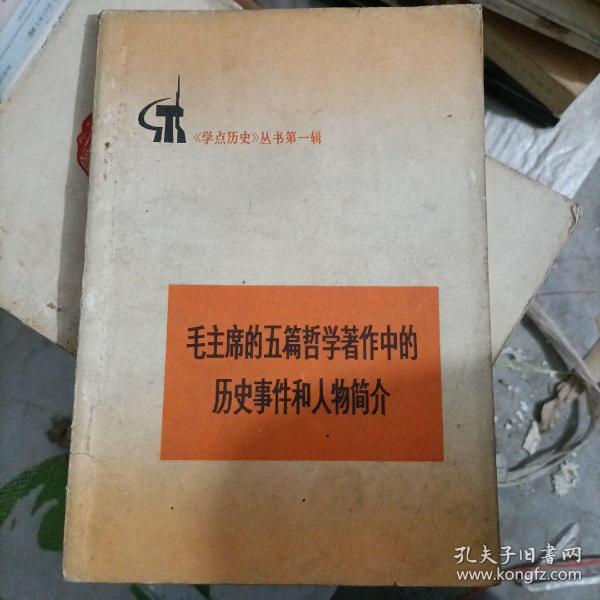 《学点历史》丛书第一辑
毛主席的五篇哲学著作中的
历史事件和人物简介
孔夫子旧书网
www.kongfz.com